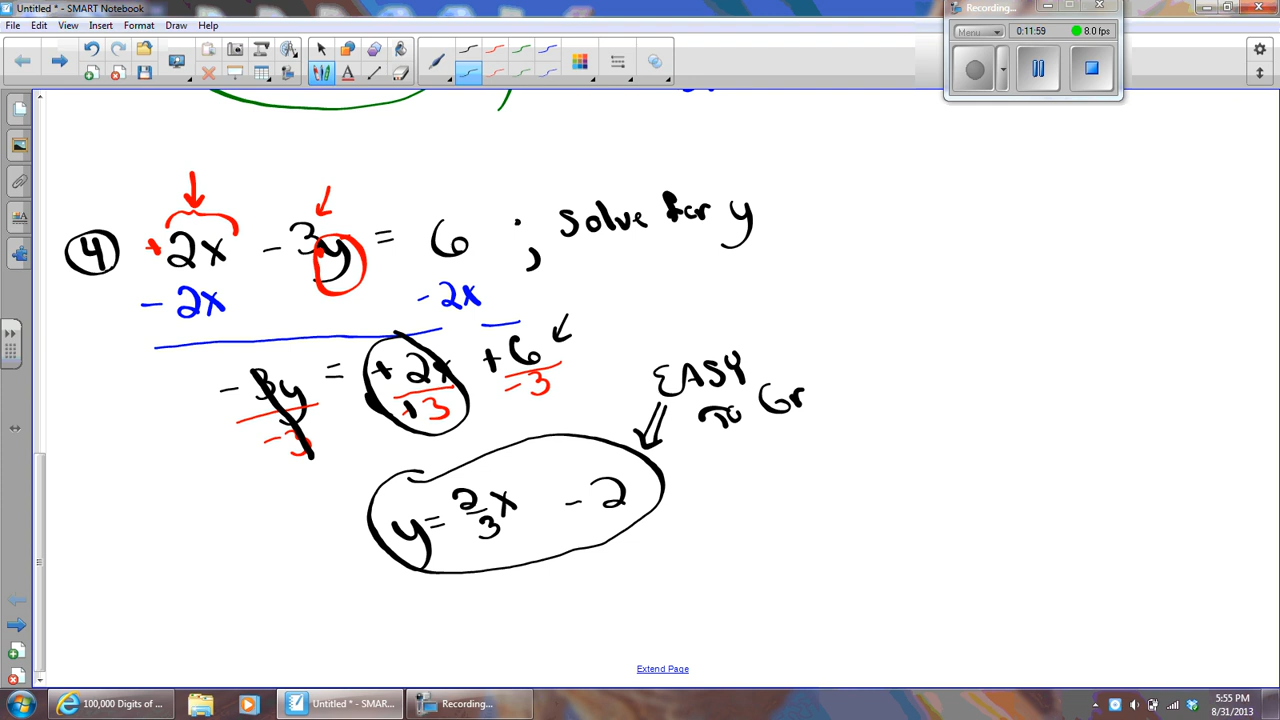 Untitled * - SMART Notebook
Recording...
File Edit View Insert Format Draw Help
Menu 0:11:59 8.0 fps
④ +2x - 3y = 6 ; solve for y
- 2x - 2x
- 3y = +2x +6
-3 +3 -3
EASY
TO Gr
y = 2/3 x - 2
Extend Page
100,000 Digits of ... Untitled * - SMAR... Recording...
5:55 PM
8/31/2013